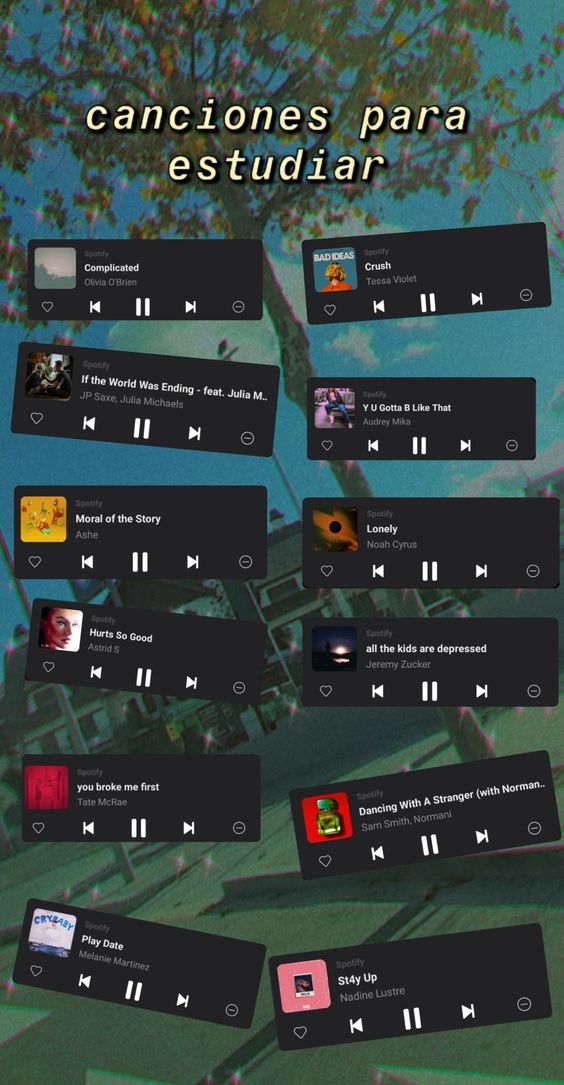 canciones para
estudiar
Spotify
Complicated
Olivia O'Brien
Spotify
BAD IDEAS
Crush
Tessa Violet
Spotify
If the World Was Ending - feat. Julia M..
JP Saxe, Julia Michaels
Spotify
Y U Gotta B Like That
Audrey Mika
Spotify
Moral of the Story
Ashe
Spotify
Lonely
Noah Cyrus
Spotify
Hurts So Good
Astrid S
Spotify
all the kids are depressed
Jeremy Zucker
Spotify
you broke me first
Tate McRae
Spotify
Dancing With A Stranger (with Norman..
Sam Smith, Normani
CRYBABY
Spotify
Play Date
Melanie Martinez
Spotify
St4y Up
Nadine Lustre